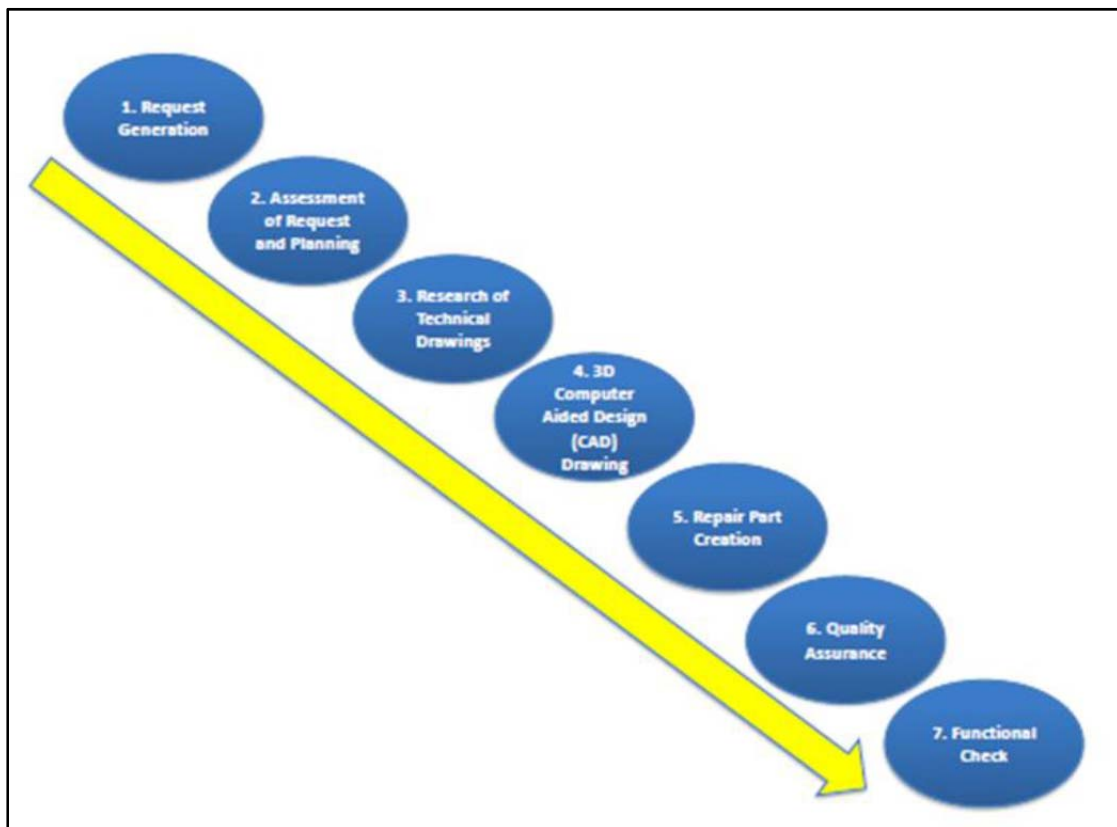 1. Request
Generation
2. Assessment
of Request
and Planning
3. Research of
Technical
Drawings
4. 3D
Computer
Aided Design
(CAD)
Drawing
5. Repair Part
Creation
6. Quality
Assurance
7. Functional
Check